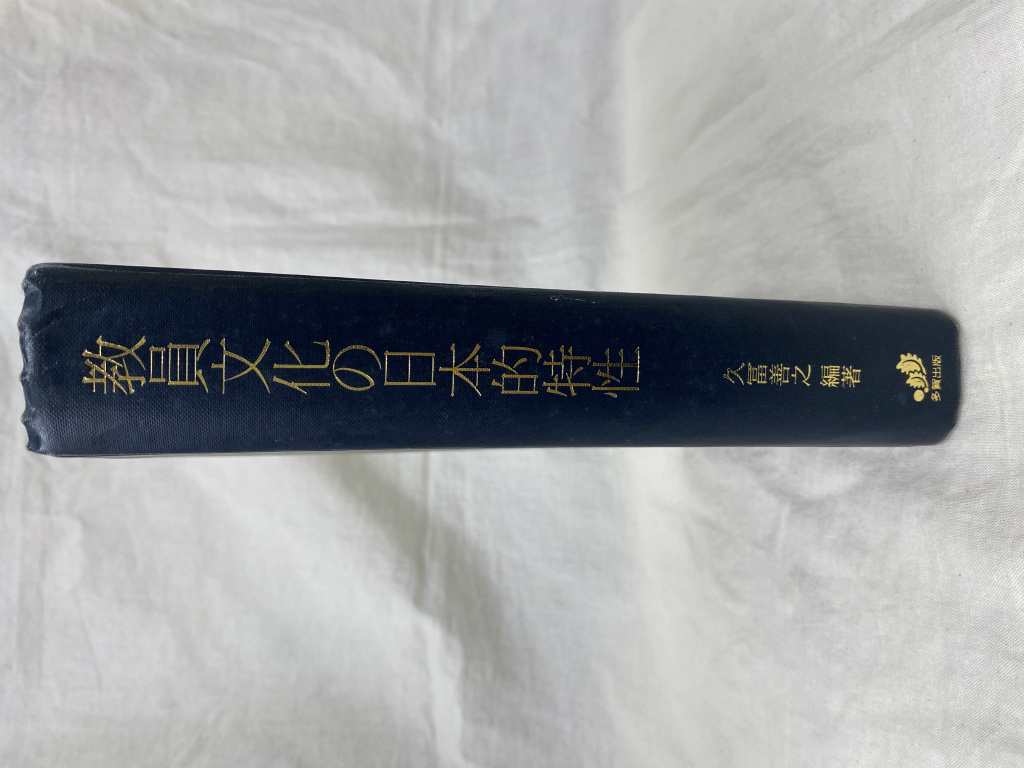 教員文化の日本的特性
久冨善之 編著
多賀出版